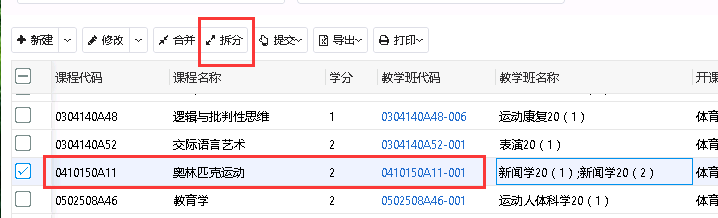 新建 修改 合并 拆分 提交 导出 打印
课程代码 课程名称 学分 教学班代码 教学班名称 开课
0304140A48 逻辑与批判性思维 1 0304140A48-006 运动康复20（1） 体育
0304140A52 交际语言艺术 2 0304140A52-001 表演20（1） 体育
0410150A11 奥林匹克运动 2 0410150A11-001 新闻学20（1）;新闻学20（2） 体育
0502508A46 教育学 2 0502508A46-001 运动人体科学20（1） 体育